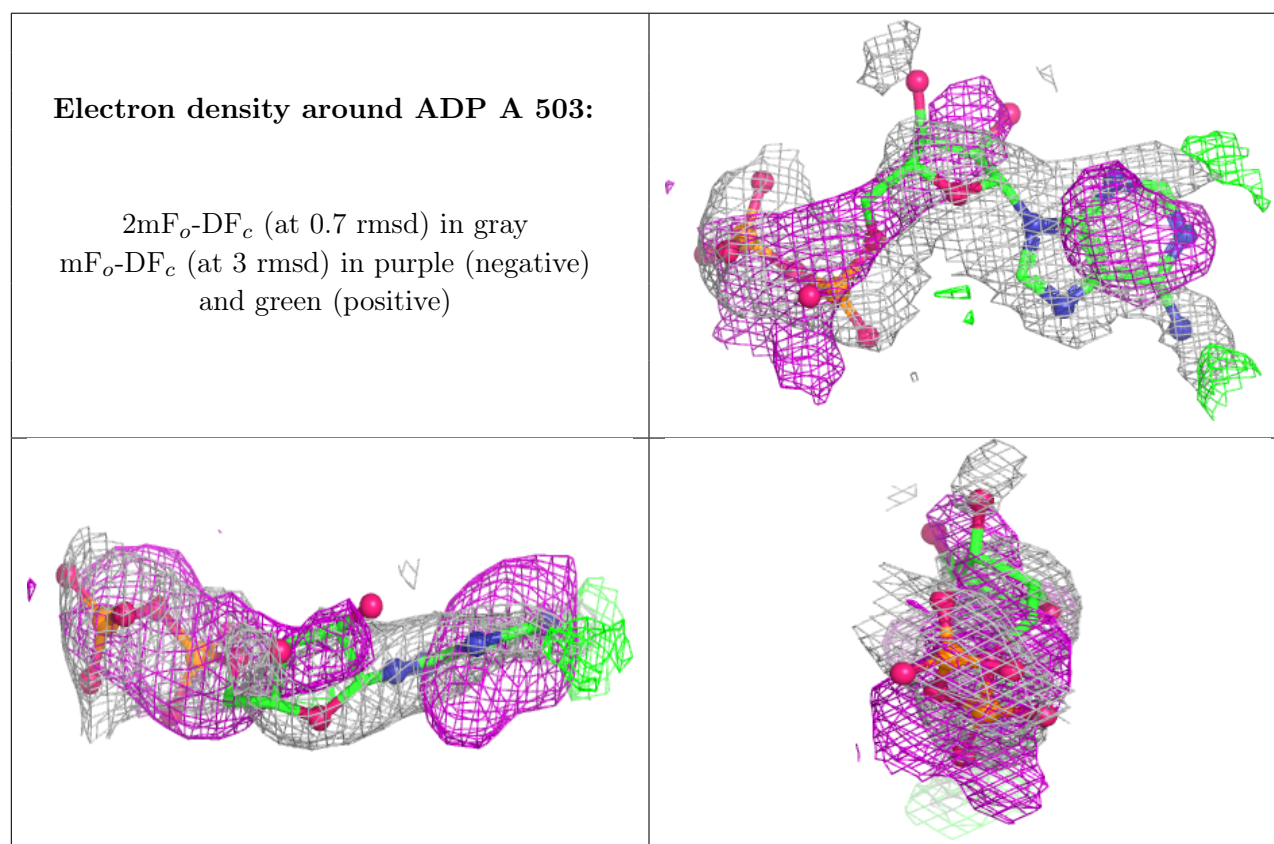 Electron density around ADP A 503:
2mFo-DFc (at 0.7 rmsd) in gray
mFo-DFc (at 3 rmsd) in purple (negative)
and green (positive)